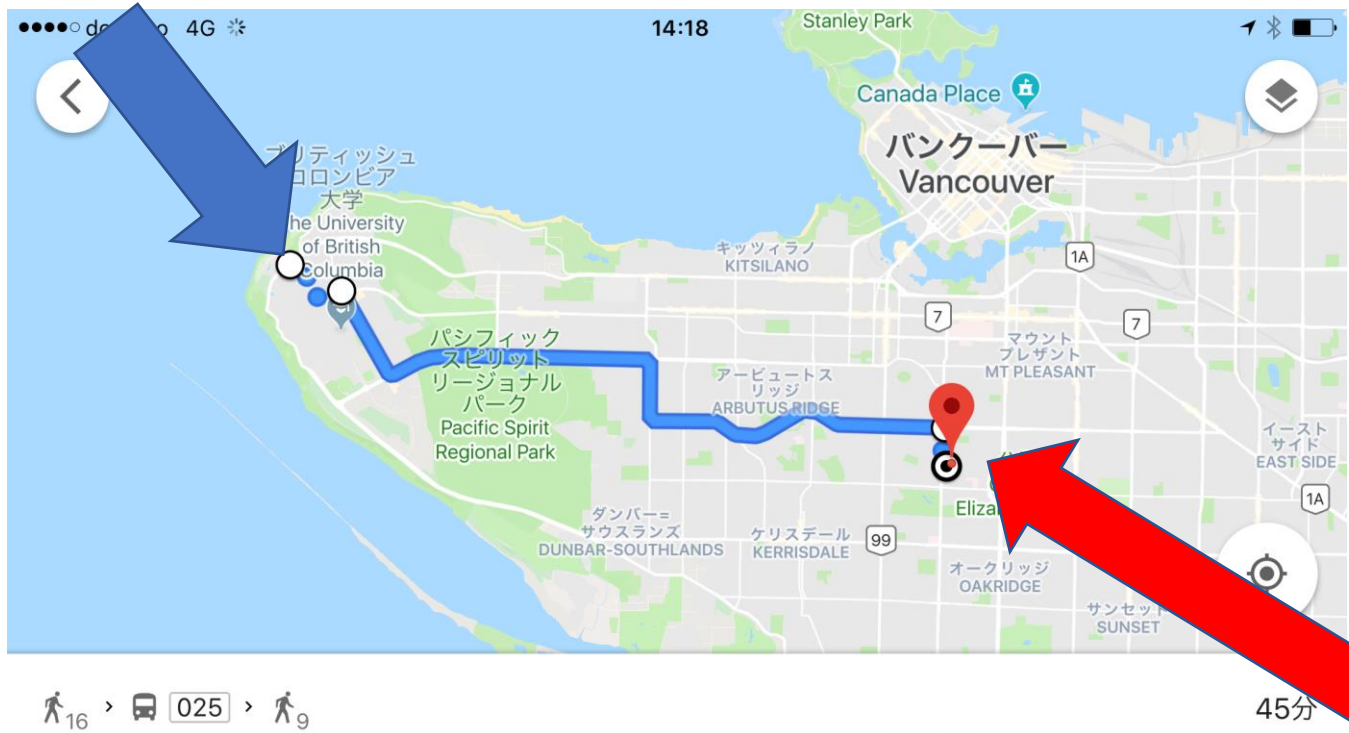 4G
14:18
Stanley Park
Canada Place
バンクーバー
Vancouver
ブリティッシュ
コロンビア
大学
he University
of British
Columbia
キッツィラノ
KITSILANO
1A
7
7
マウント
プレザント
MT PLEASANT
パシフィック
スピリット
リージョナル
パーク
Pacific Spirit
Regional Park
アービュートス
リッジ
ARBUTUS RIDGE
イースト
サイド
EAST SIDE
1A
Eliza
ダンバー=
サウスランズ
DUNBAR-SOUTHLANDS
ケリスデール
KERRISDALE
99
オークリッジ
OAKRIDGE
サンセット
SUNSET
16 › 025 › 9
45分